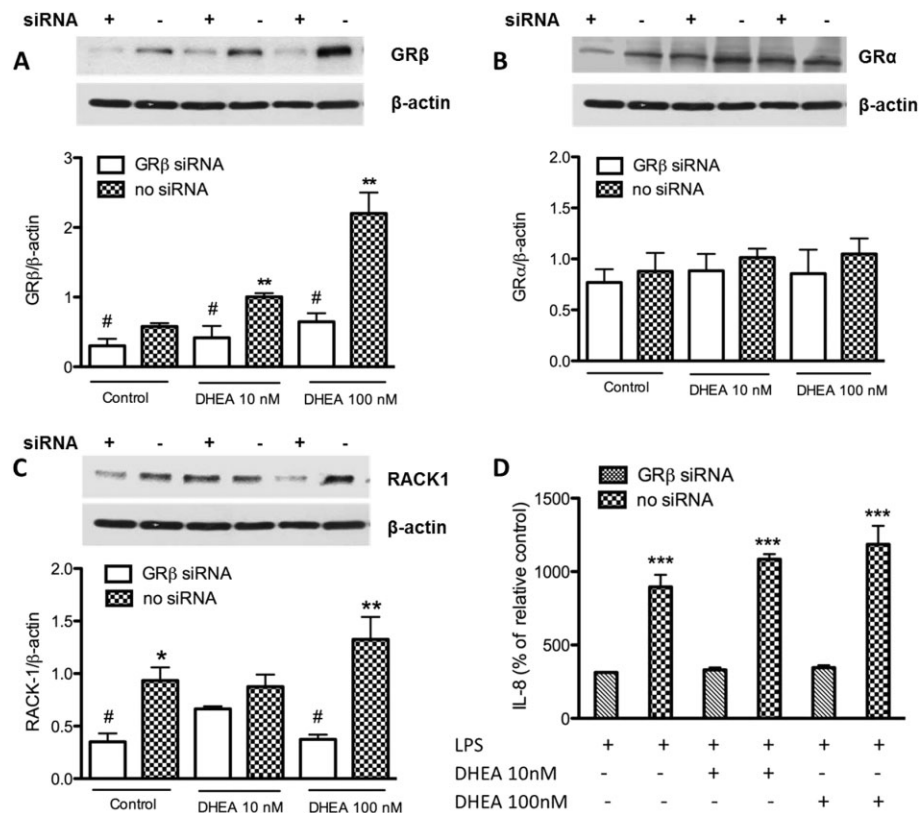 siRNA + - + - + -
A
GRβ
β-actin
GRβ siRNA
no siRNA
GRβ/β-actin
3
2
1
0
#
#
**
#
**
Control
DHEA 10 nM
DHEA 100 nM
siRNA + - + - + -
B
GRα
β-actin
GRβ siRNA
no siRNA
GRα/β-actin
2.0
1.5
1.0
0.5
0.0
Control
DHEA 10 nM
DHEA 100 nM
siRNA + - + - + -
C
RACK1
β-actin
GRβ siRNA
no siRNA
RACK-1/β-actin
1.5
1.0
0.5
0.0
#
*
#
**
Control
DHEA 10 nM
DHEA 100 nM
D
GRβ siRNA
no siRNA
IL-8 (% of relative control)
1500
1000
500
0
***
***
***
LPS + + + + + +
DHEA 10nM - - + + - -
DHEA 100nM - - - - + +